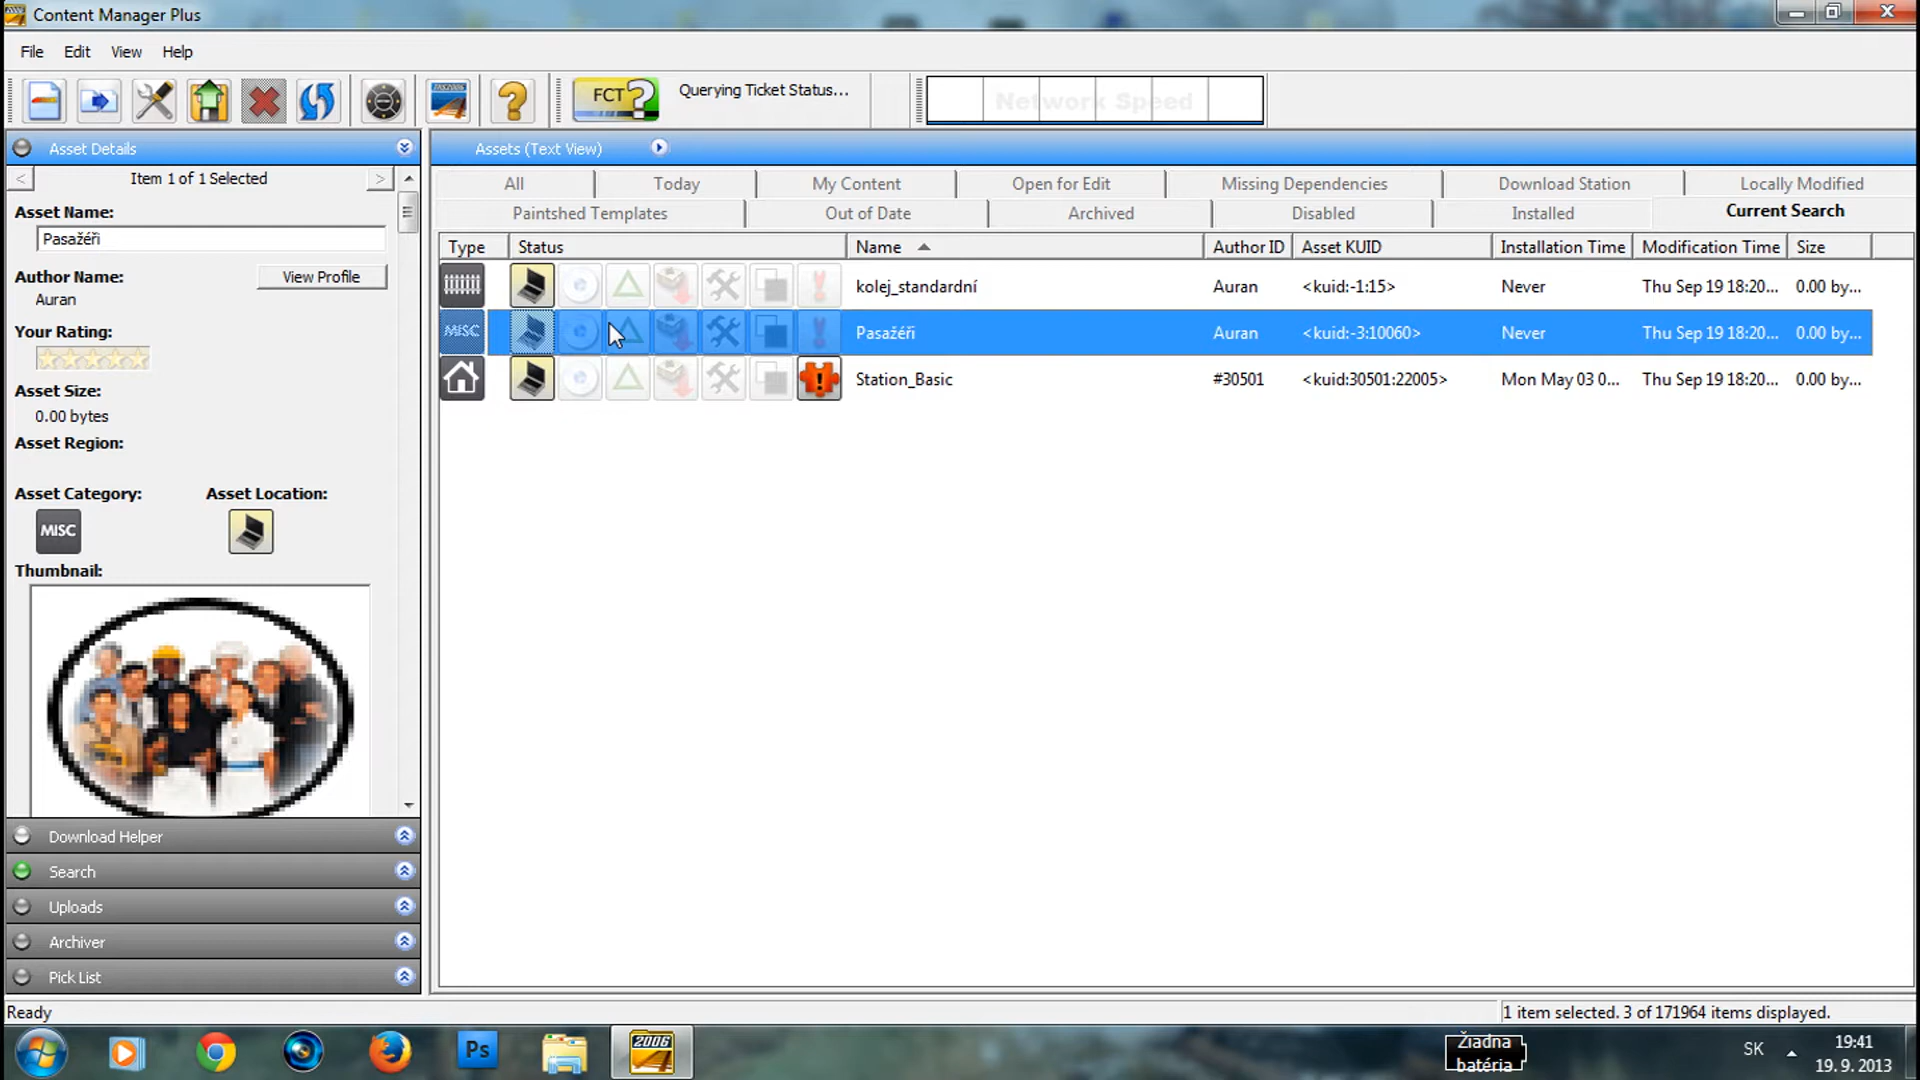 Content Manager Plus
File Edit View Help
FCT? Querying Ticket Status... Network Speed
Asset Details
Item 1 of 1 Selected
Asset Name:
Pasažéři
Author Name:
View Profile
Auran
Your Rating:
Asset Size:
0.00 bytes
Asset Region:
Asset Category: Asset Location:
MISC
Thumbnail:
Download Helper
Search
Uploads
Archiver
Pick List
Assets (Text View)
All Today My Content Open for Edit Missing Dependencies Download Station Locally Modified
Paintshed Templates Out of Date Archived Disabled Installed Current Search
Type Status Name Author ID Asset KUID Installation Time Modification Time Size
kolej_standardní Auran <kuid:-1:15> Never Thu Sep 19 18:20... 0.00 by...
MISC Pasažéři Auran <kuid:-3:10060> Never Thu Sep 19 18:20... 0.00 by...
Station_Basic #30501 <kuid:30501:22005> Mon May 03 0... Thu Sep 19 18:20... 0.00 by...
Ready 1 item selected. 3 of 171964 items displayed.
Ps 2006 Žiadna batéria SK 19:41
19. 9. 2013